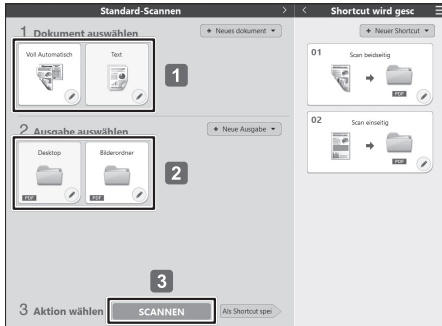 Standard-Scannen >
< Shortcut wird gesc
1 Dokument auswählen
+ Neues dokument
+ Neuer Shortcut
Voll Automatisch
Text
1
01 Scan beidseitig
PDF
2 Ausgabe auswählen
+ Neue Ausgabe
02 Scan einseitig
PDF
Desktop
Bilderordner
PDF
PDF
2
3
3 Aktion wählen
SCANNEN
Als Shortcut spei